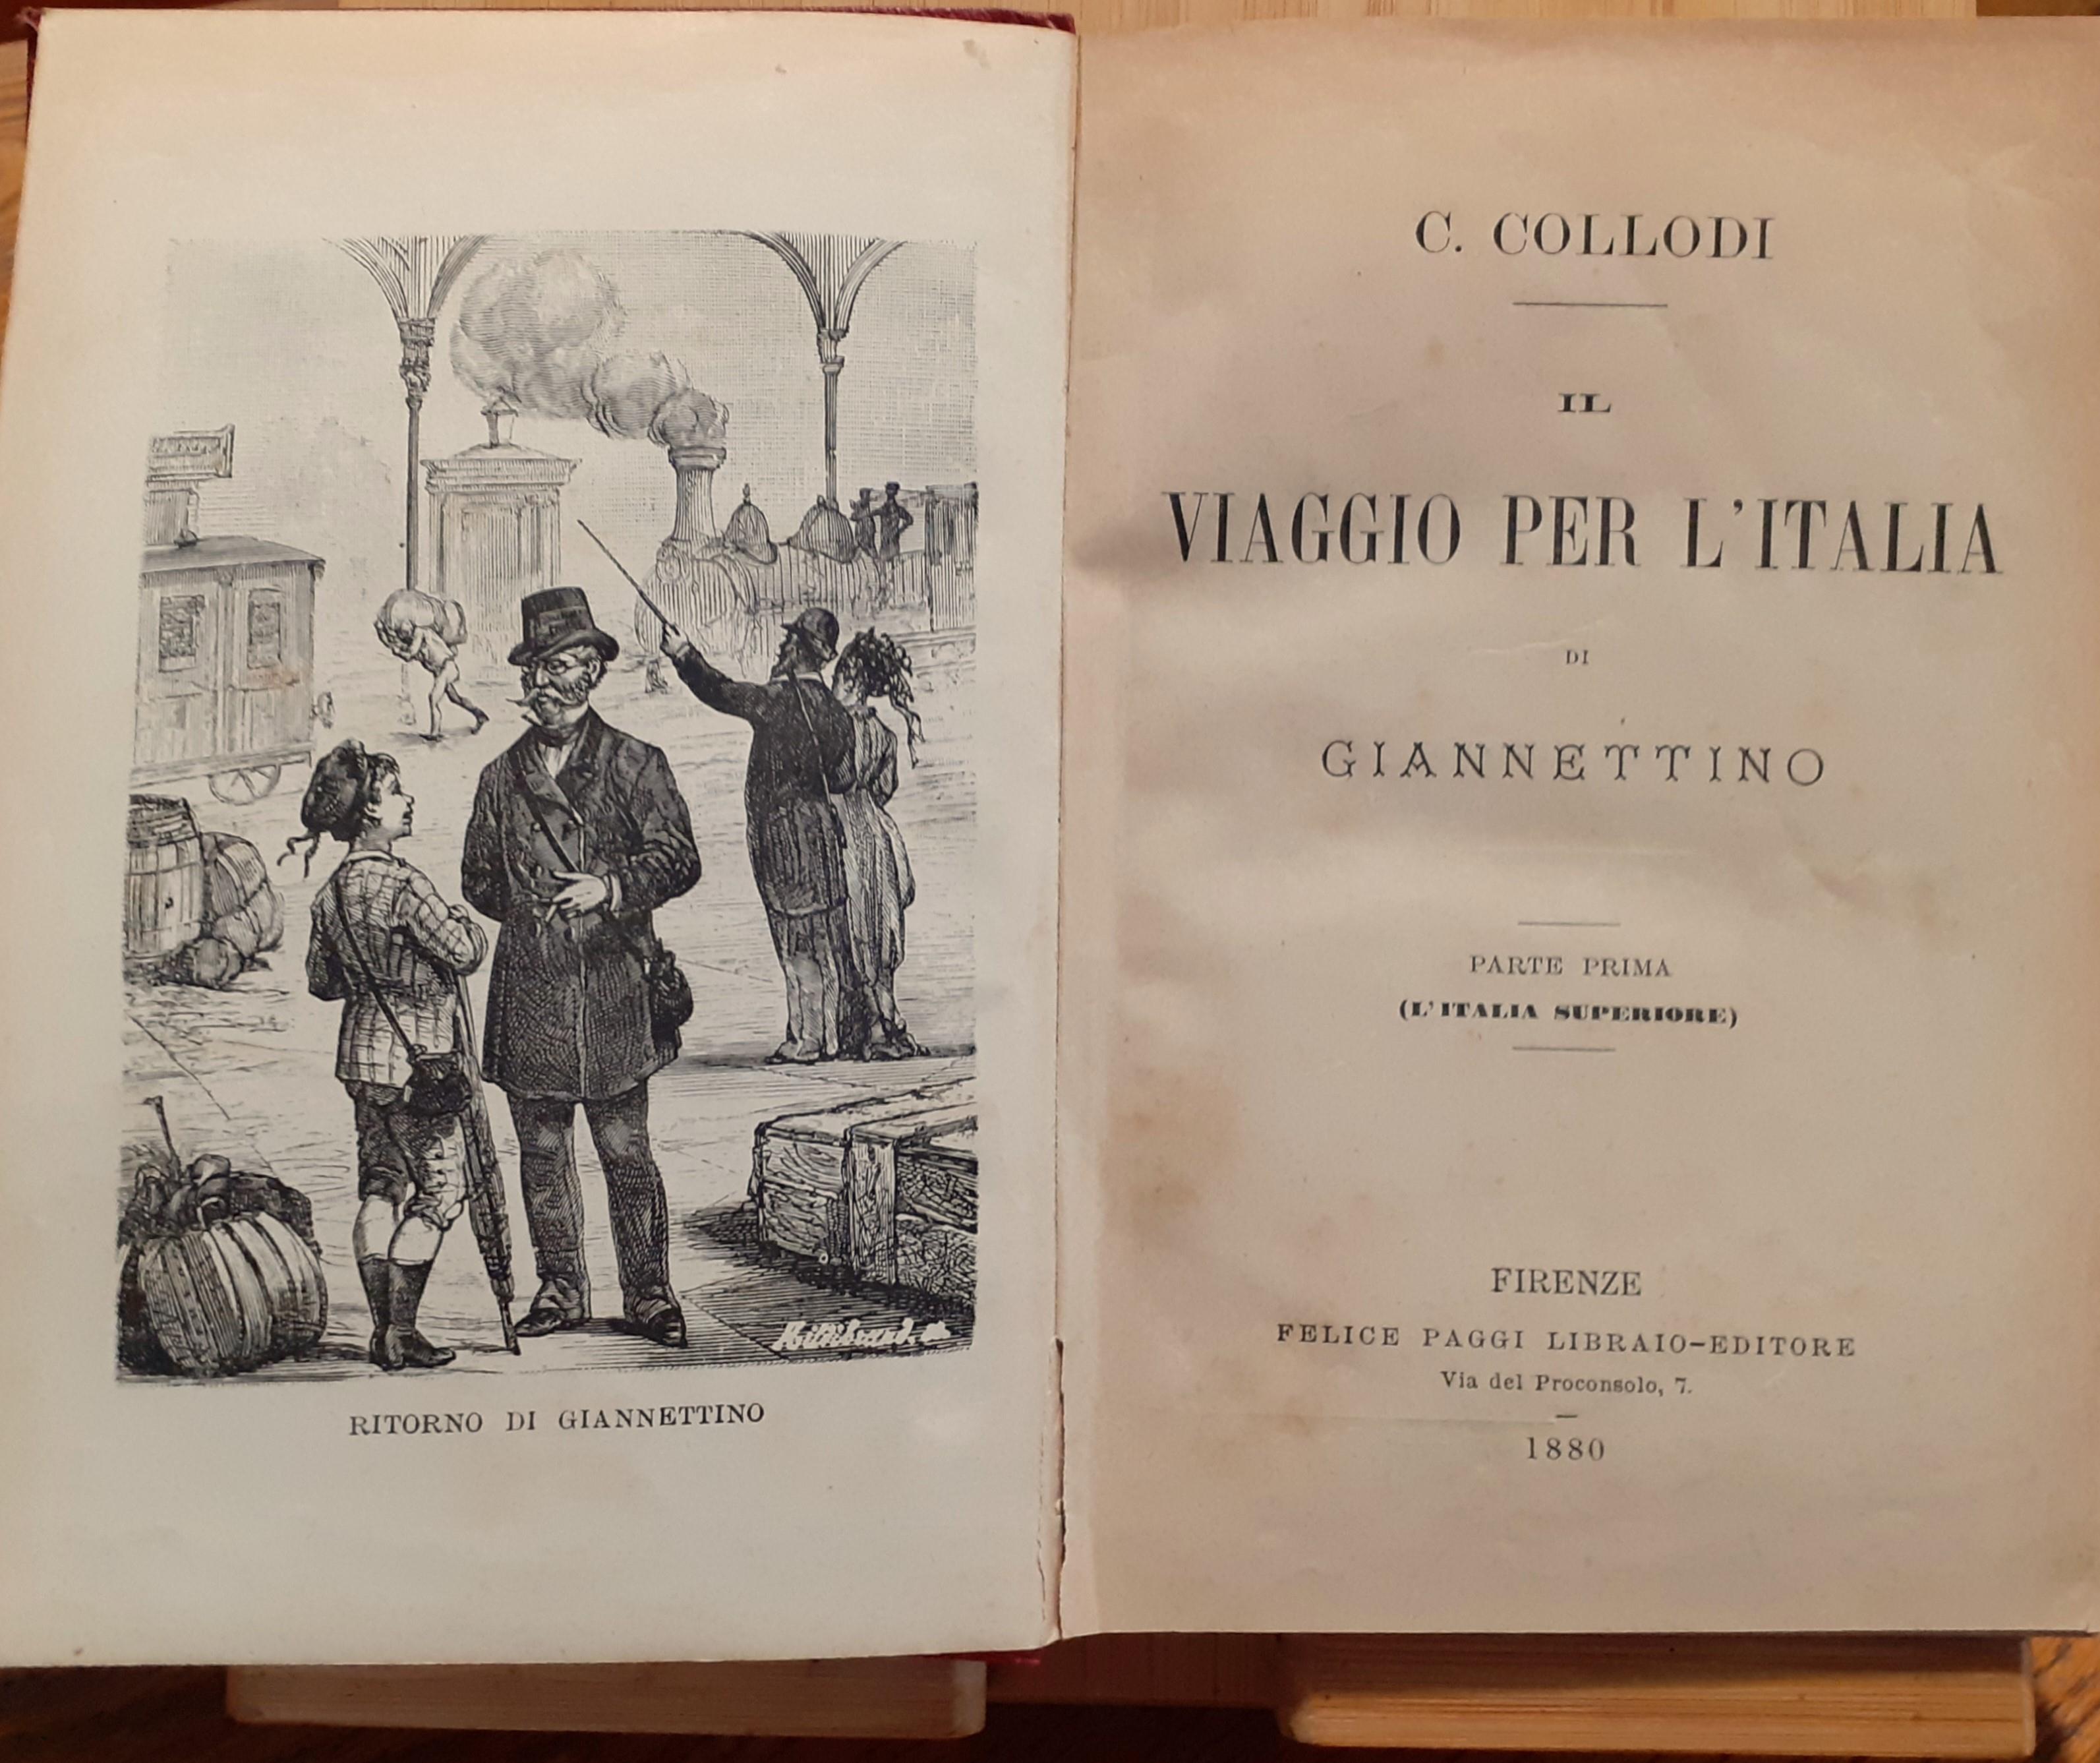 RITORNO DI GIANNETTINO
C. COLLODI
IL
VIAGGIO PER L'ITALIA
DI
GIANNETTINO
PARTE PRIMA
(L'ITALIA SUPERIORE)
FIRENZE
FELICE PAGGI LIBRAIO-EDITORE
Via del Proconsolo, 7.
1880